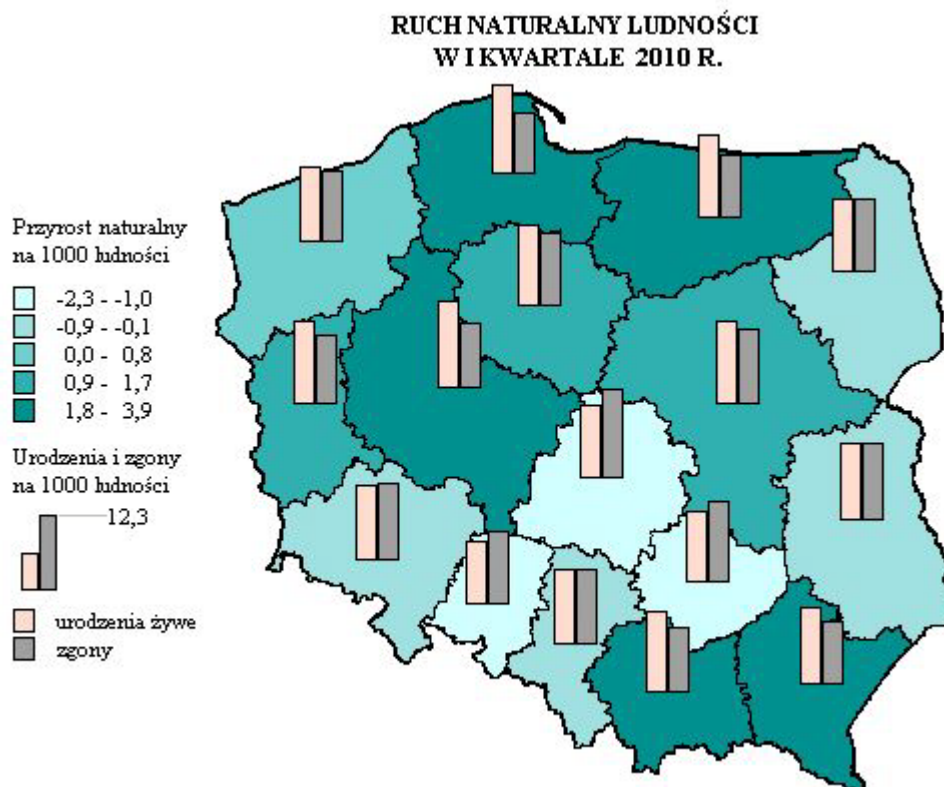 RUCH NATURALNY LUDNOŚCI
W I KWARTALE 2010 R.
Przyrost naturalny
na 1000 ludności
-2,3 - -1,0
-0,9 - -0,1
0,0 - 0,8
0,9 - 1,7
1,8 - 3,9
Urodzenia i zgony
na 1000 ludności
12,3
urodzenia żywe
zgony